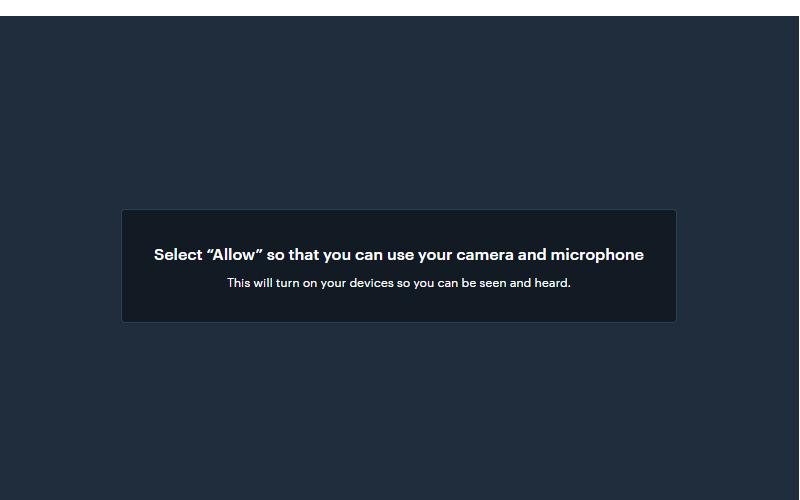 Select “Allow” so that you can use your camera and microphone
This will turn on your devices so you can be seen and heard.